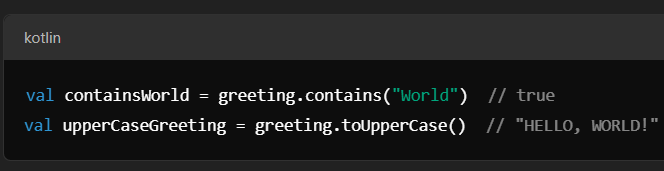 kotlin
val containsWorld = greeting.contains("World")  // true
val upperCaseGreeting = greeting.toUpperCase()  // "HELLO, WORLD!"